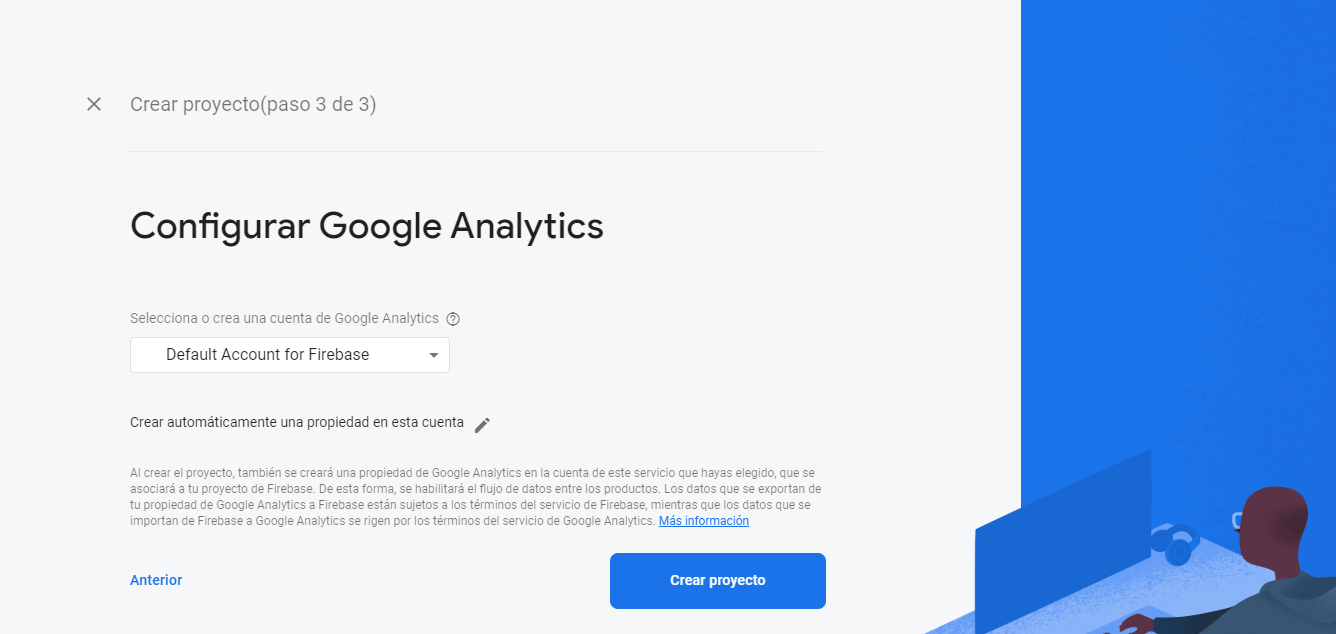 Crear proyecto(paso 3 de 3)
Configurar Google Analytics
Selecciona o crea una cuenta de Google Analytics
Default Account for Firebase
Crear automáticamente una propiedad en esta cuenta
Al crear el proyecto, también se creará una propiedad de Google Analytics en la cuenta de este servicio que hayas elegido, que se
asociará a tu proyecto de Firebase. De esta forma, se habilitará el flujo de datos entre los productos. Los datos que se exportan de
tu propiedad de Google Analytics a Firebase están sujetos a los términos del servicio de Firebase, mientras que los datos que se
importan de Firebase a Google Analytics se rigen por los términos del servicio de Google Analytics. Más información
Anterior
Crear proyecto